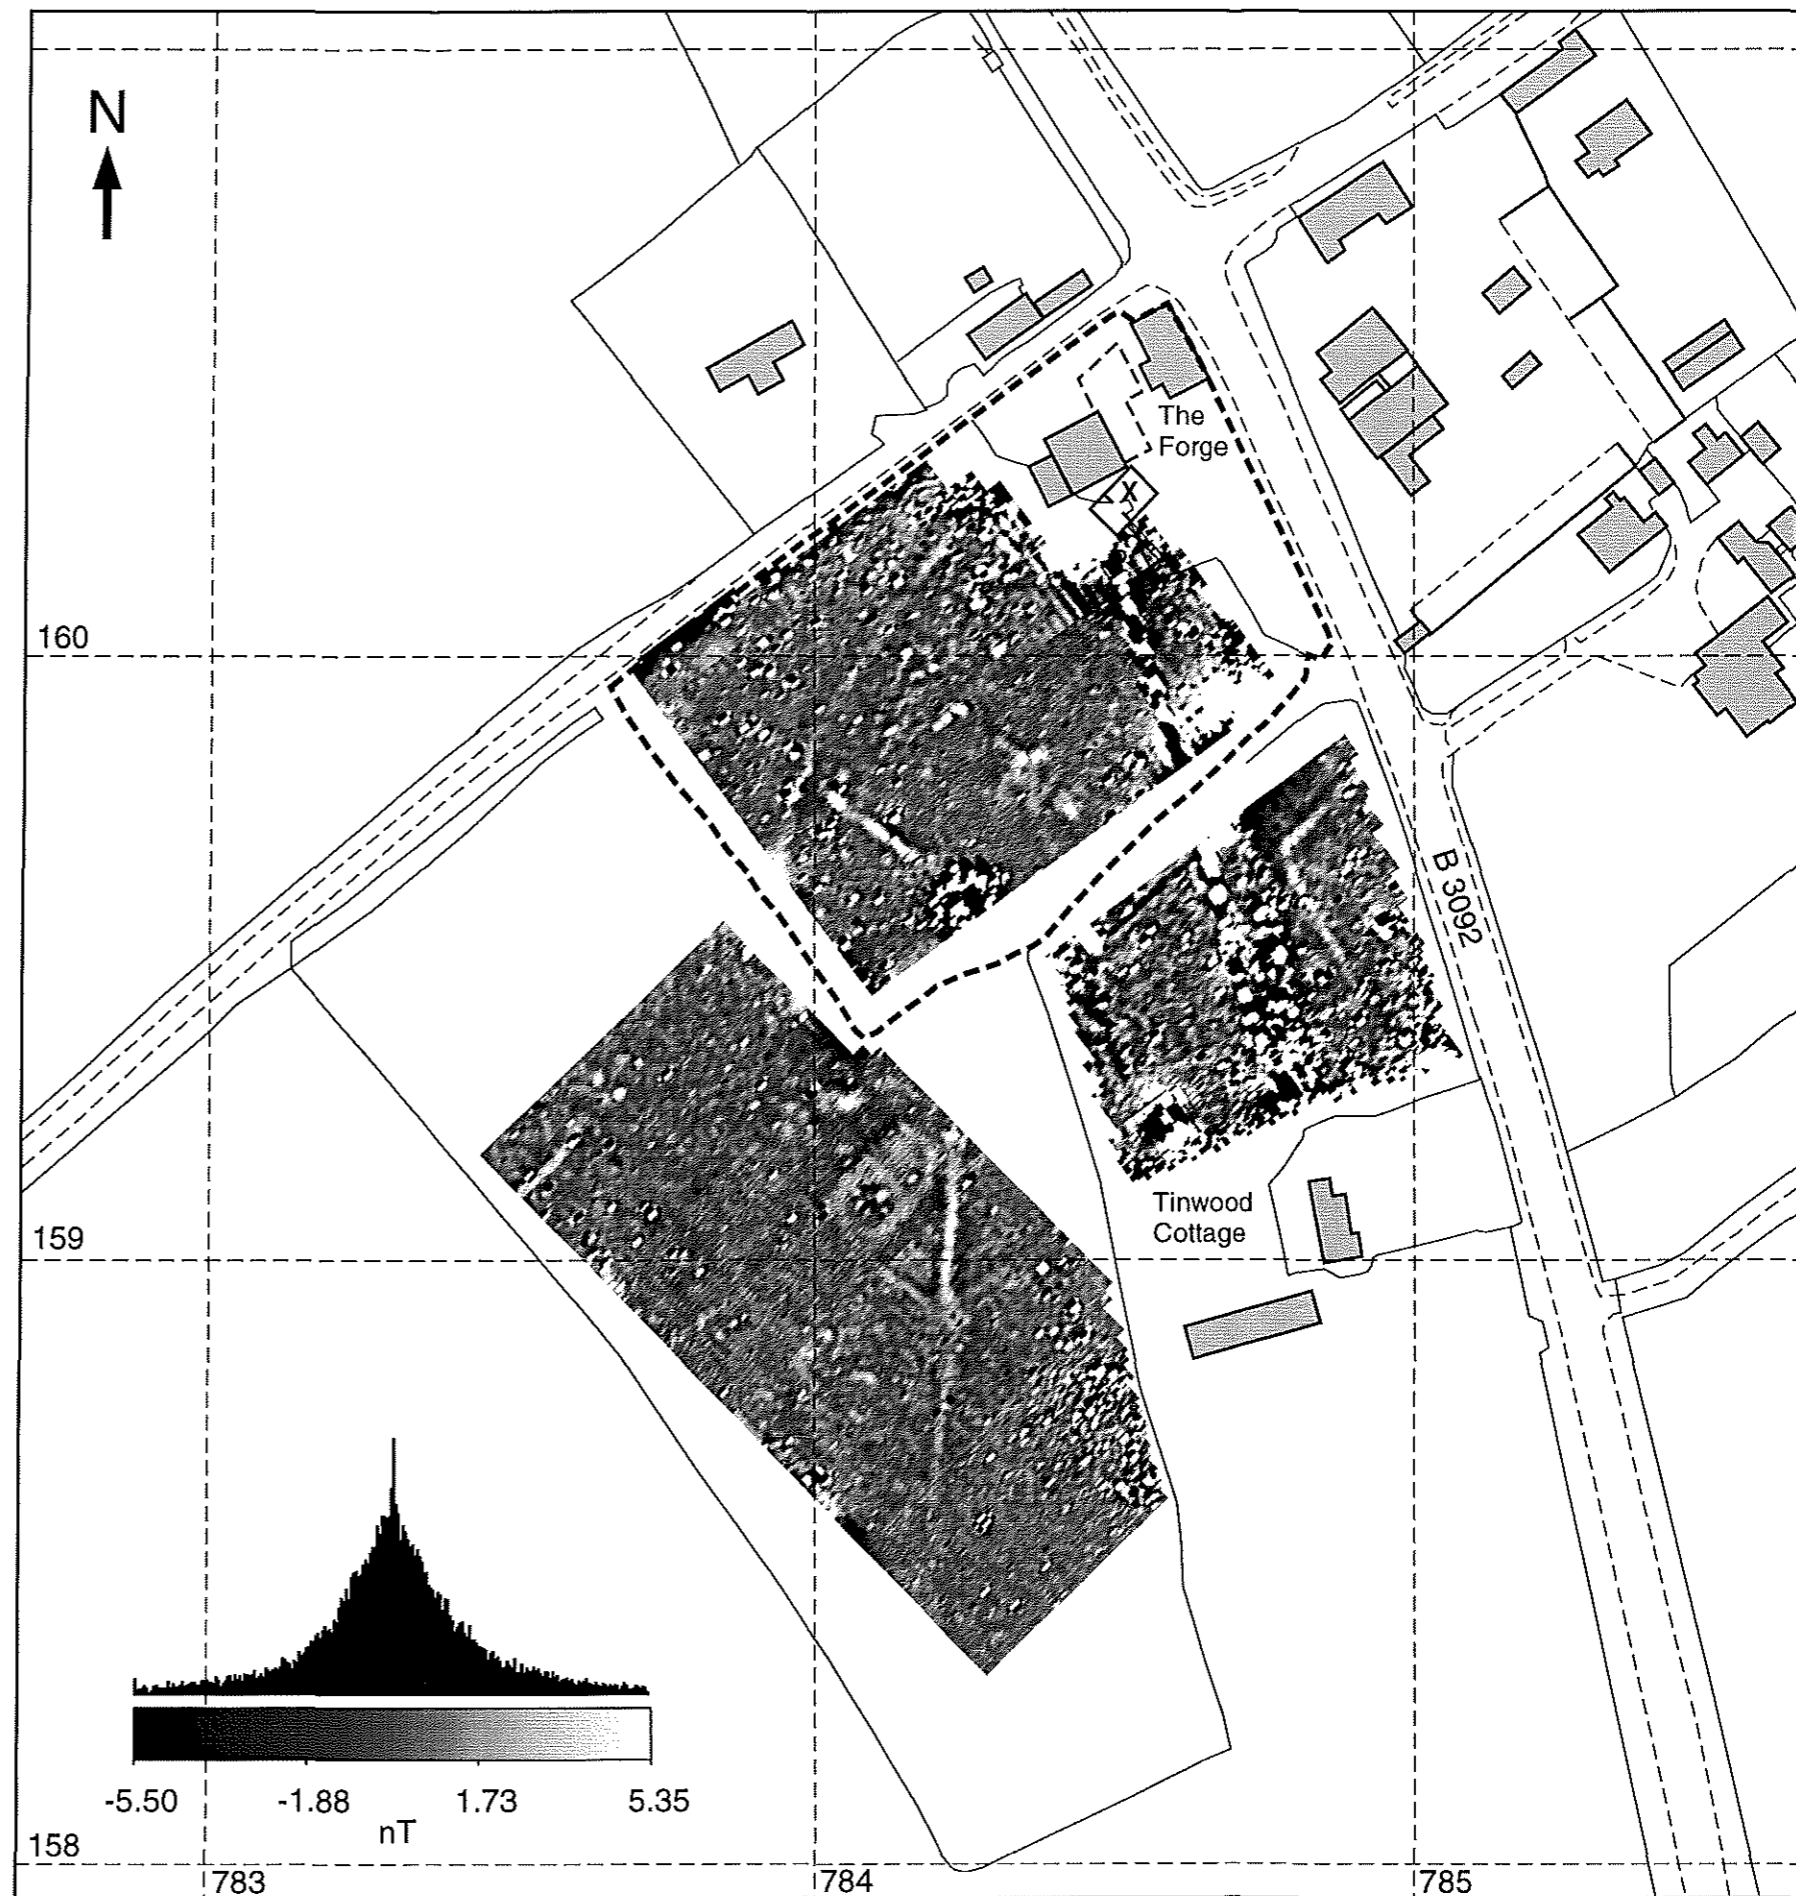 N
The
Forge
X
160
B 3092
Tinwood
Cottage
159
-5.50 -1.88 1.73 5.35
nT
158
783 784 785